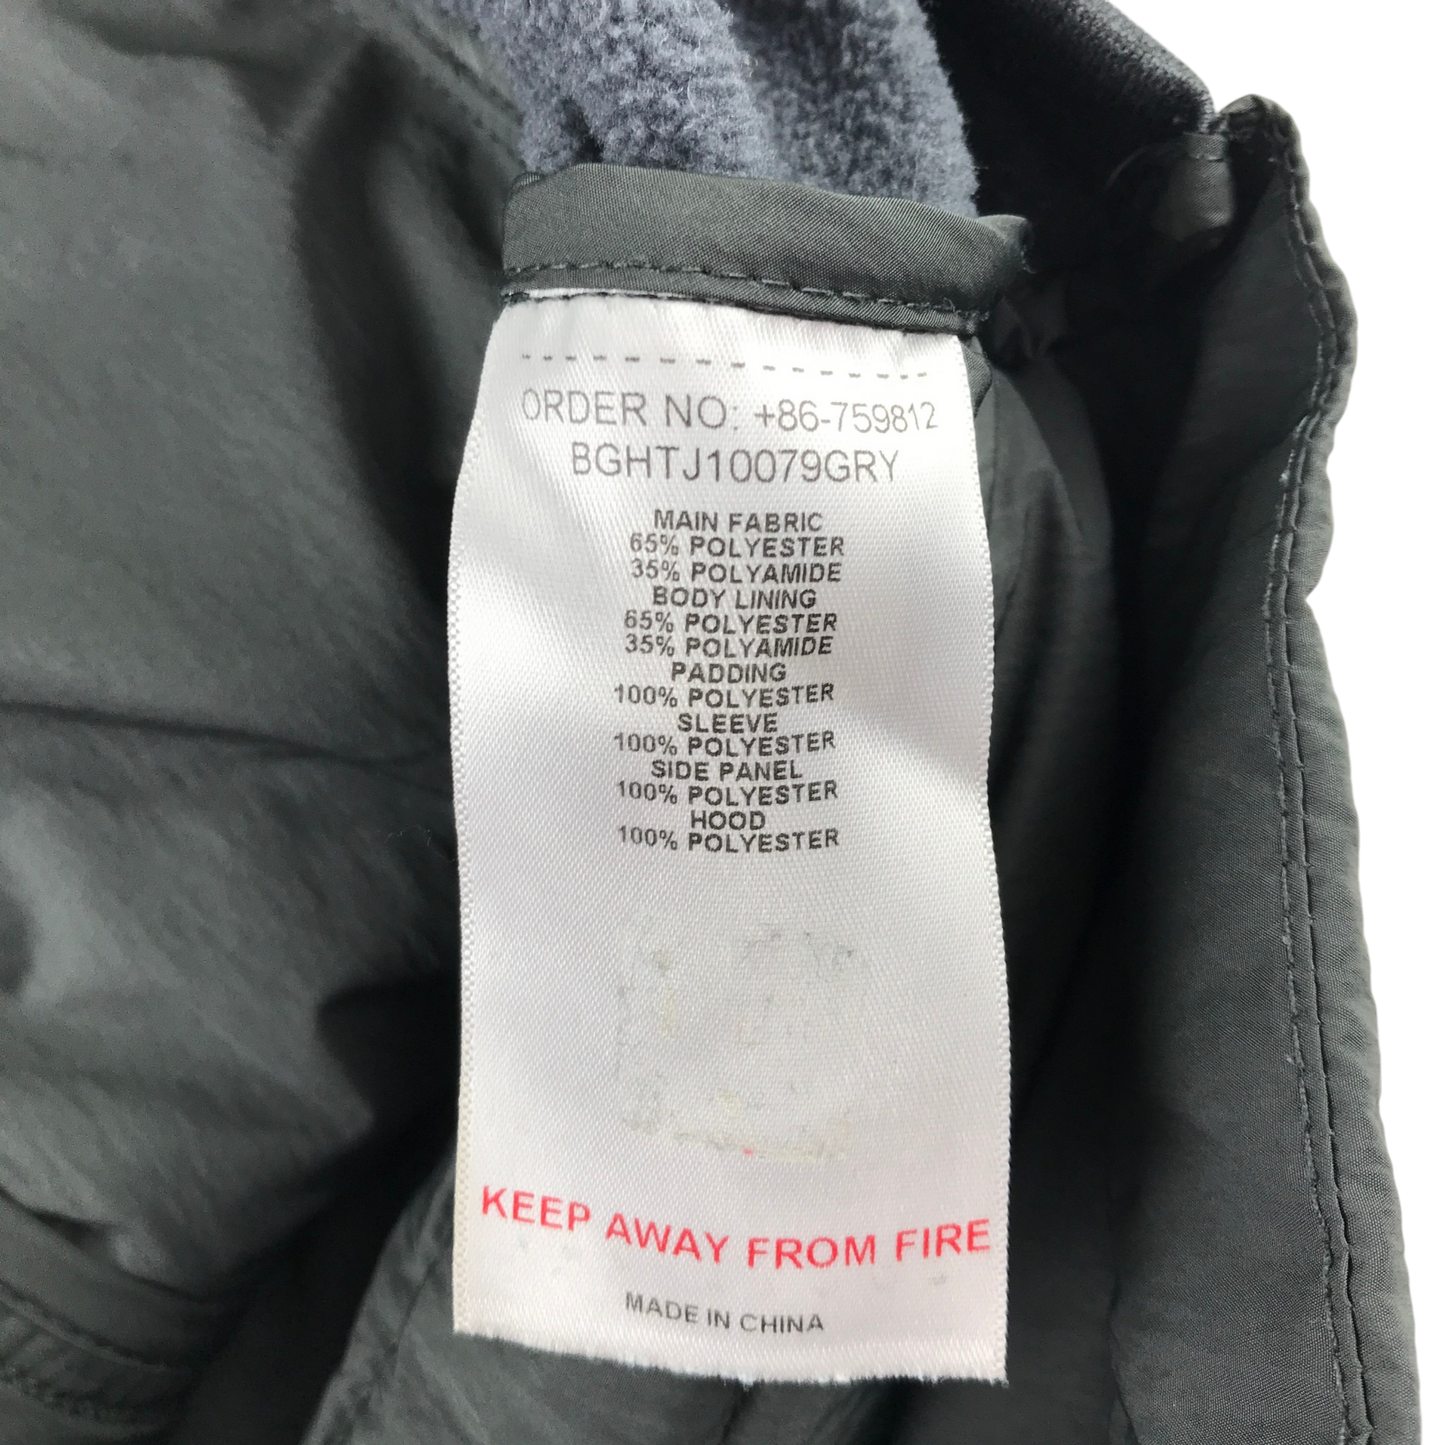 ORDER NO: +86-759812
BGHTJ10079GRY
MAIN FABRIC
65% POLYESTER
35% POLYAMIDE
BODY LINING
65% POLYESTER
35% POLYAMIDE
PADDING
100% POLYESTER
SLEEVE
100% POLYESTER
SIDE PANEL
100% POLYESTER
HOOD
100% POLYESTER
KEEP AWAY FROM FIRE
MADE IN CHINA